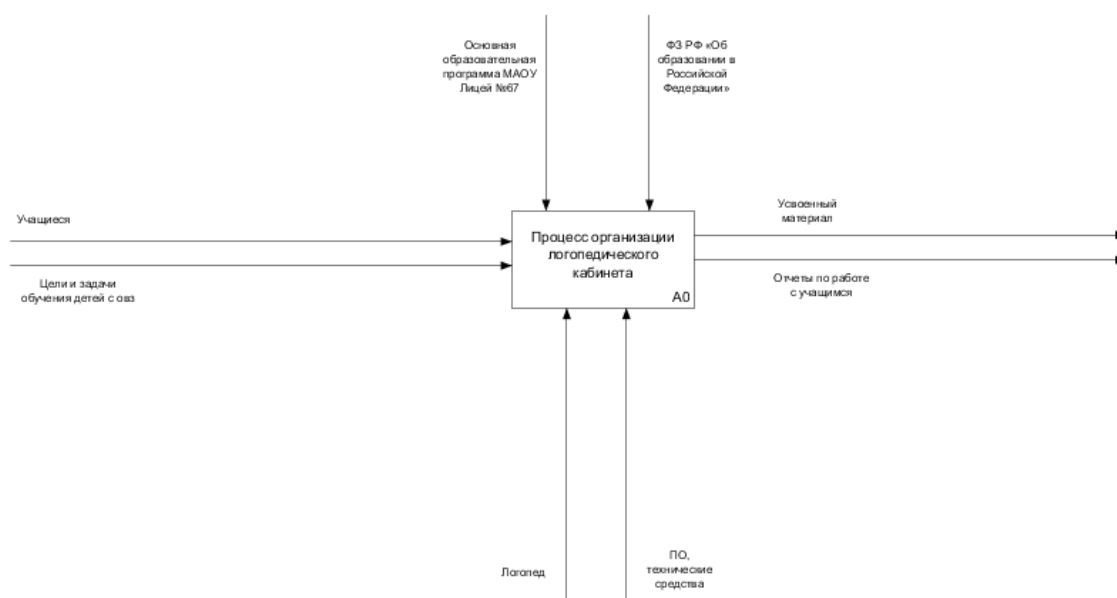 Основная
образовательная
программа МАОУ
Лицей №67
ФЗ РФ «Об
образовании в
Российской
Федерации»
Учащиеся
Цели и задачи
обучения детей с овз
Процесс организации
логопедического
кабинета
A0
Усвоенный
материал
Отчеты по работе
с учащимся
Логопед
ПО,
технические
средства